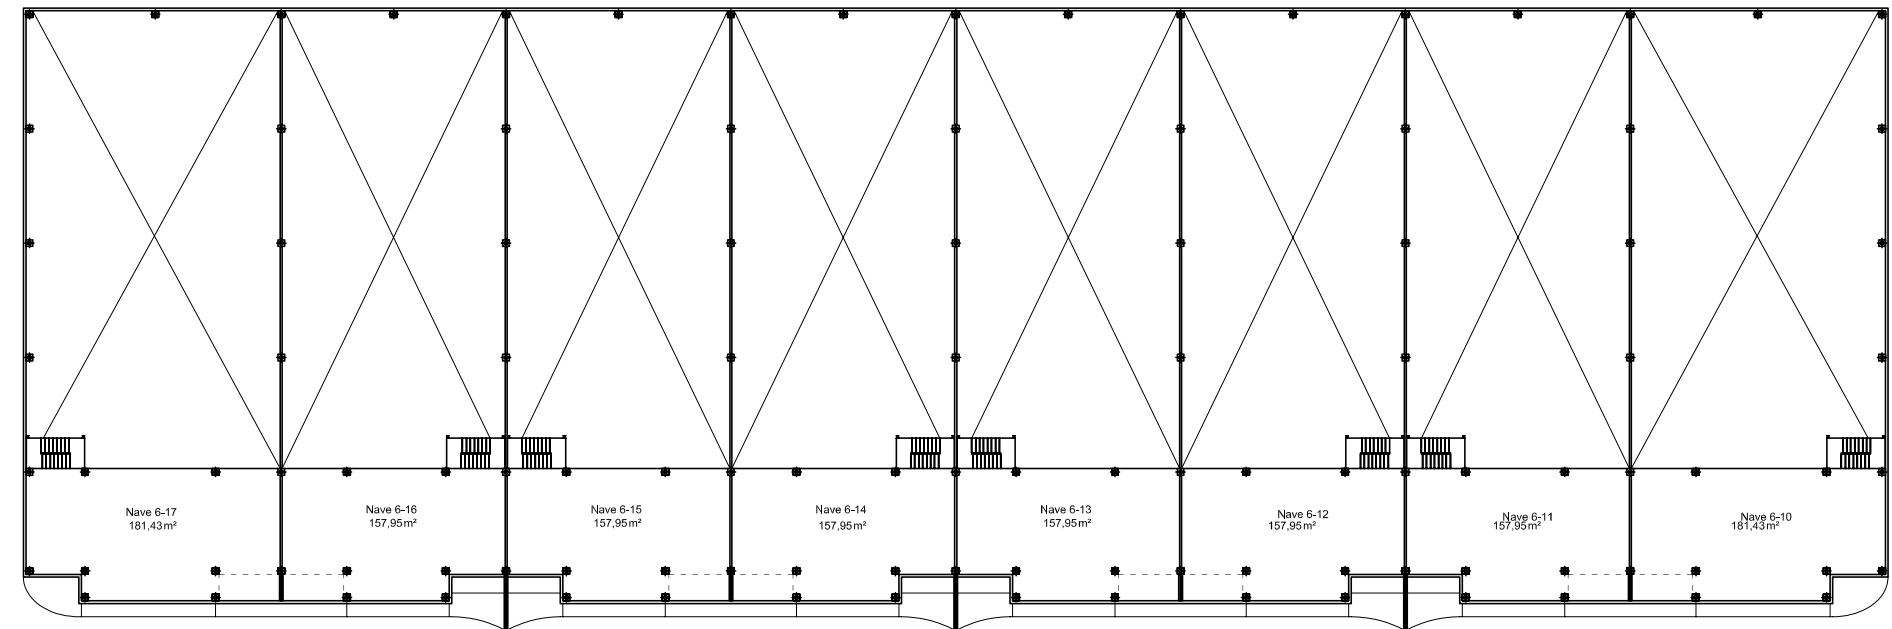 Nave 6-17
181,43m²
Nave 6-16
157,95m²
Nave 6-15
157,95m²
Nave 6-14
157,95m²
Nave 6-13
157,95m²
Nave 6-12
157,95m²
Nave 6-11
157,95m²
Nave 6-10
181,43m²